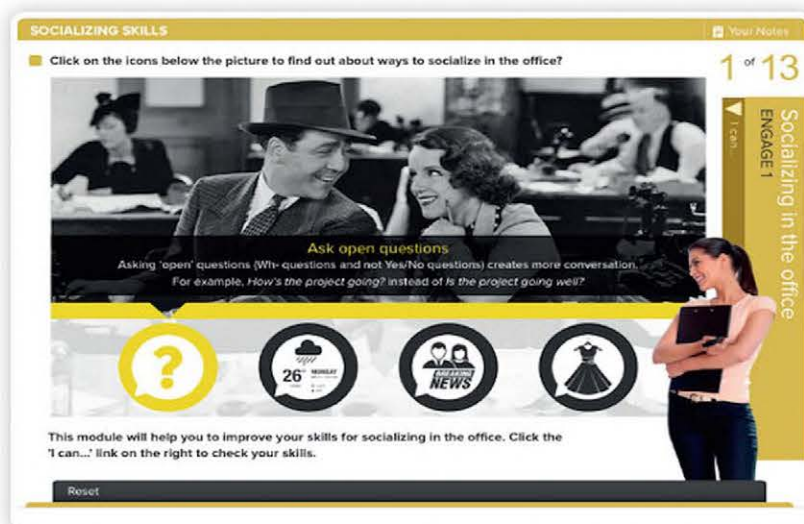 SOCIALIZING SKILLS
Your Notes
Click on the icons below the picture to find out about ways to socialize in the office?
1 of 13
Socializing in the office
ENGAGE 1
I can...
Ask open questions
Asking 'open' questions (Wh- questions and not Yes/No questions) creates more conversation.
For example, How's the project going? instead of Is the project going well?
?
26°
MONDAY
BREAKING
NEWS
This module will help you to improve your skills for socializing in the office. Click the
'I can...' link on the right to check your skills.
Reset